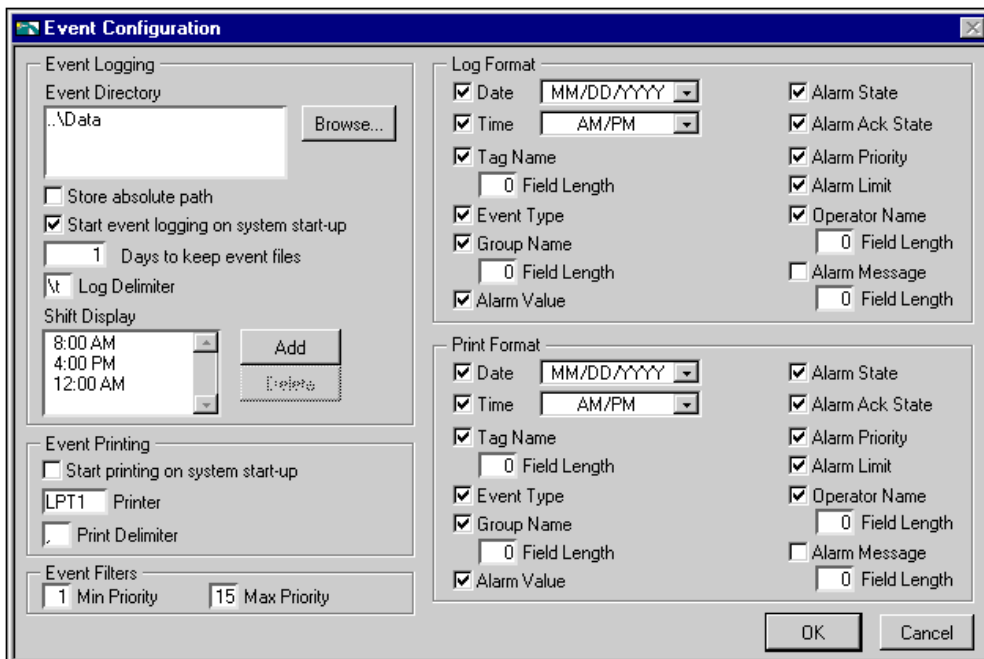 Event Configuration
Event Logging
Event Directory
..\Data
Browse...
Store absolute path
Start event logging on system start-up
1 Days to keep event files
\t Log Delimiter
Shift Display
8:00 AM
4:00 PM
12:00 AM
Add
Delete
Event Printing
Start printing on system start-up
LPT1 Printer
, Print Delimiter
Event Filters
1 Min Priority 15 Max Priority
Log Format
Date MM/DD/YYYY
Time AM/PM
Tag Name
0 Field Length
Event Type
Group Name
0 Field Length
Alarm Value
Alarm State
Alarm Ack State
Alarm Priority
Alarm Limit
Operator Name
0 Field Length
Alarm Message
0 Field Length
Print Format
Date MM/DD/YYYY
Time AM/PM
Tag Name
0 Field Length
Event Type
Group Name
0 Field Length
Alarm Value
Alarm State
Alarm Ack State
Alarm Priority
Alarm Limit
Operator Name
0 Field Length
Alarm Message
0 Field Length
OK
Cancel